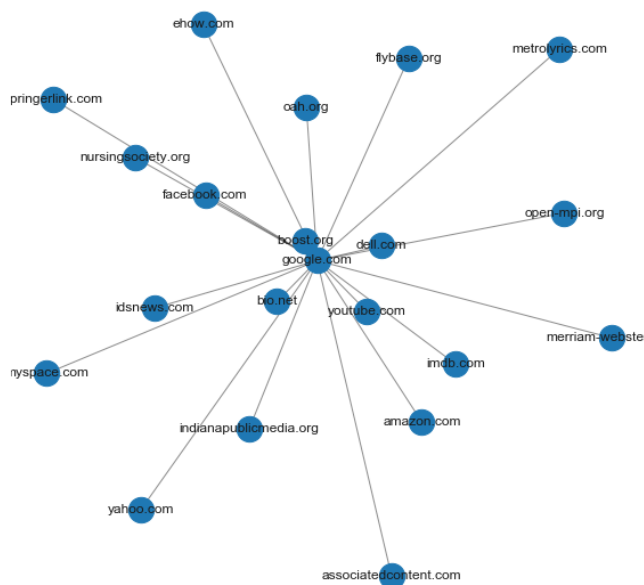 ehow.com
metrolyrics.com
flybase.org
pringerlink.com
oah.org
nursingsociety.org
facebook.com
open-mpi.org
boost.org
dell.com
google.com
bio.net
idsnews.com
youtube.com
merriam-webste
imdb.com
nyspace.com
amazon.com
indianapublicmedia.org
yahoo.com
associatedcontent.com